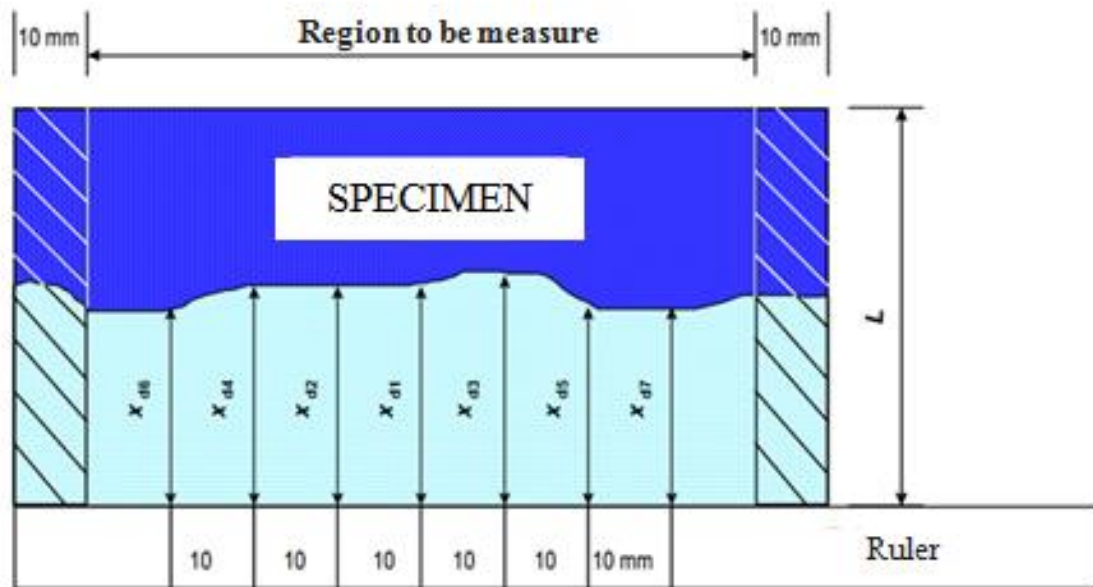 10 mm
Region to be measure
10 mm
SPECIMEN
L
x d6
x d4
x d2
x d1
x d3
x d5
x d7
10
10
10
10
10
10 mm
Ruler